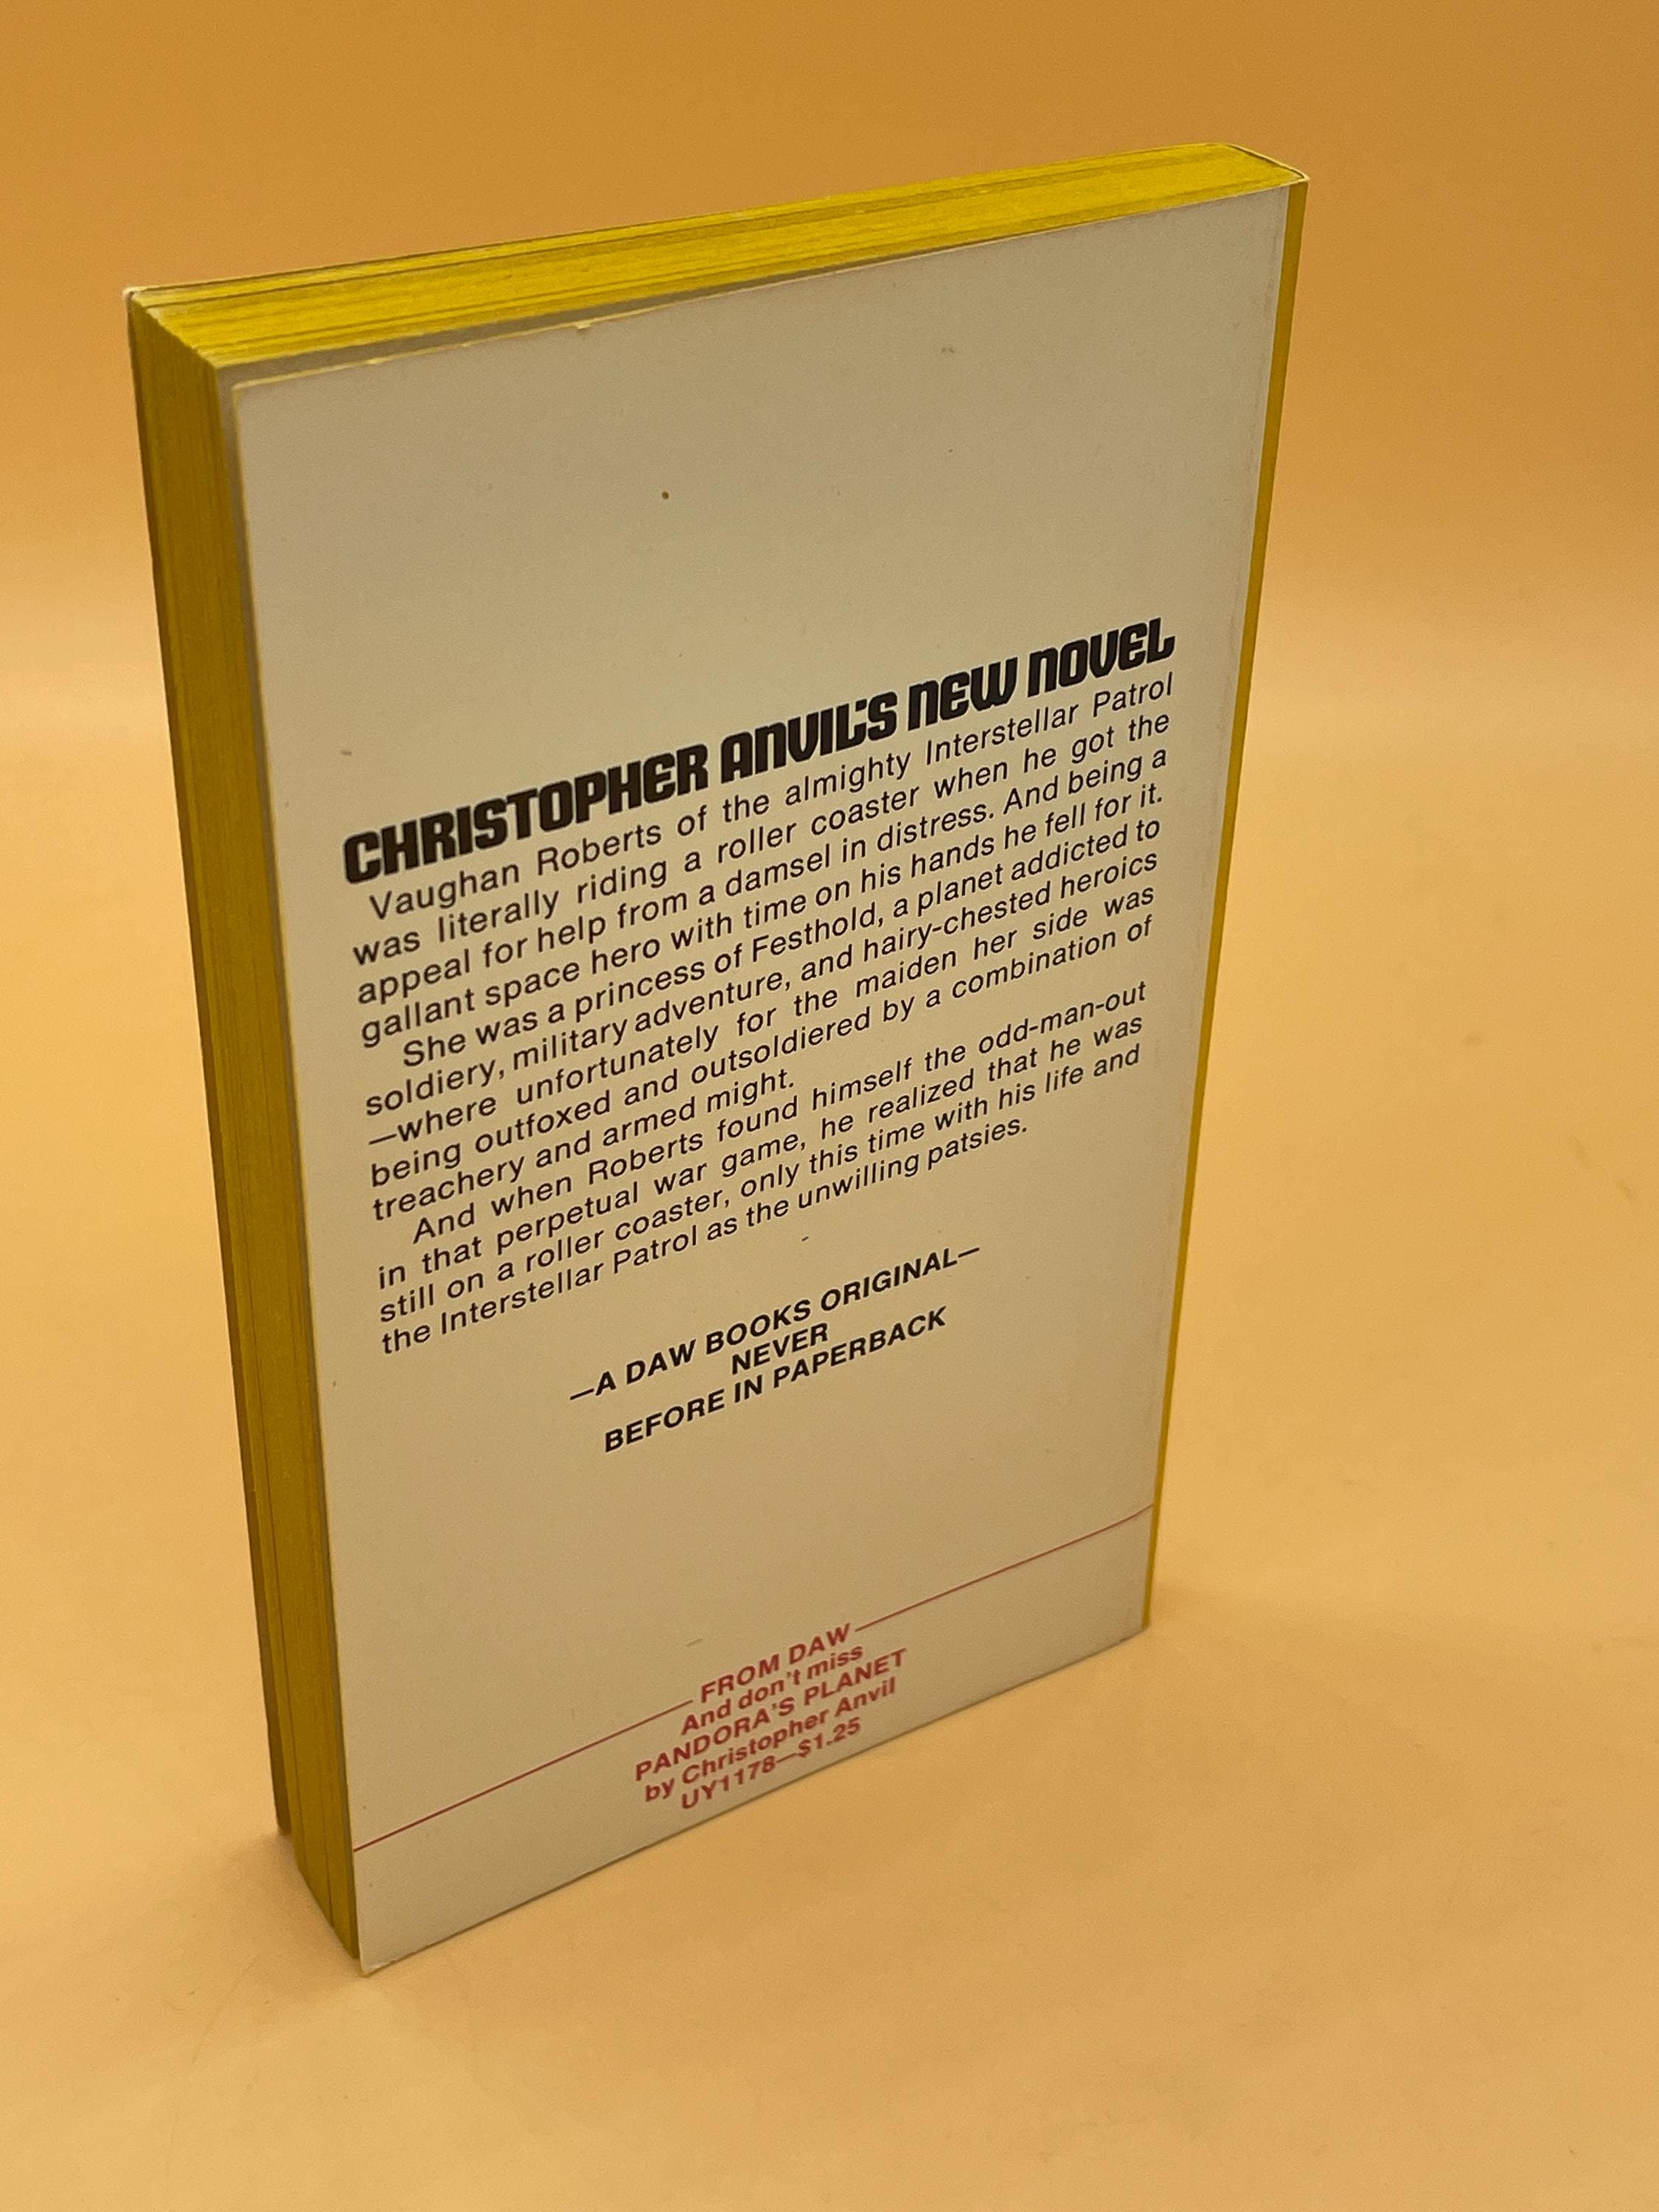 CHRISTOPHER ANVIL'S NEW NOVEL
Vaughan Roberts of the almighty Interstellar Patrol
was literally riding a roller coaster when he got the
appeal for help from a damsel in distress. And being a
gallant space hero with time on his hands he fell for it.
She was a princess of Festhold, a planet addicted to
soldiery, military adventure, and hairy-chested heroics
—where unfortunately for the maiden her side was
being outfoxed and outsoldiered by a combination of
treachery and armed might.
And when Roberts found himself the odd-man-out
in that perpetual war game, he realized that he was
still on a roller coaster, only this time with his life and
the Interstellar Patrol as the unwilling patsies.
—A DAW BOOKS ORIGINAL—
NEVER
BEFORE IN PAPERBACK
FROM DAW
And don't miss
PANDORA'S PLANET
by Christopher Anvil
UY1178—$1.25